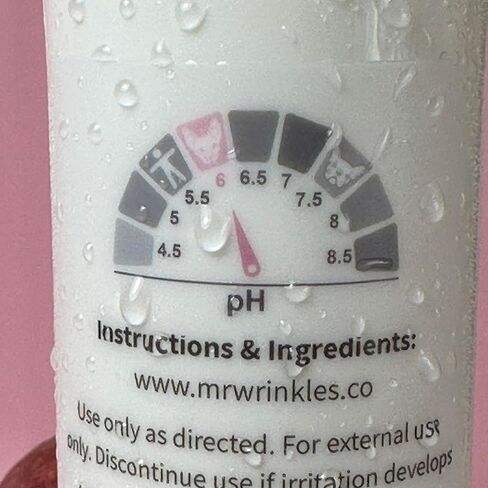 4.5
5
5.5
6
6.5
7
7.5
8
8.5
pH
Instructions & Ingredients:
www.mrwrinkles.co
Use only as directed. For external use
only. Discontinue use if irritation develops